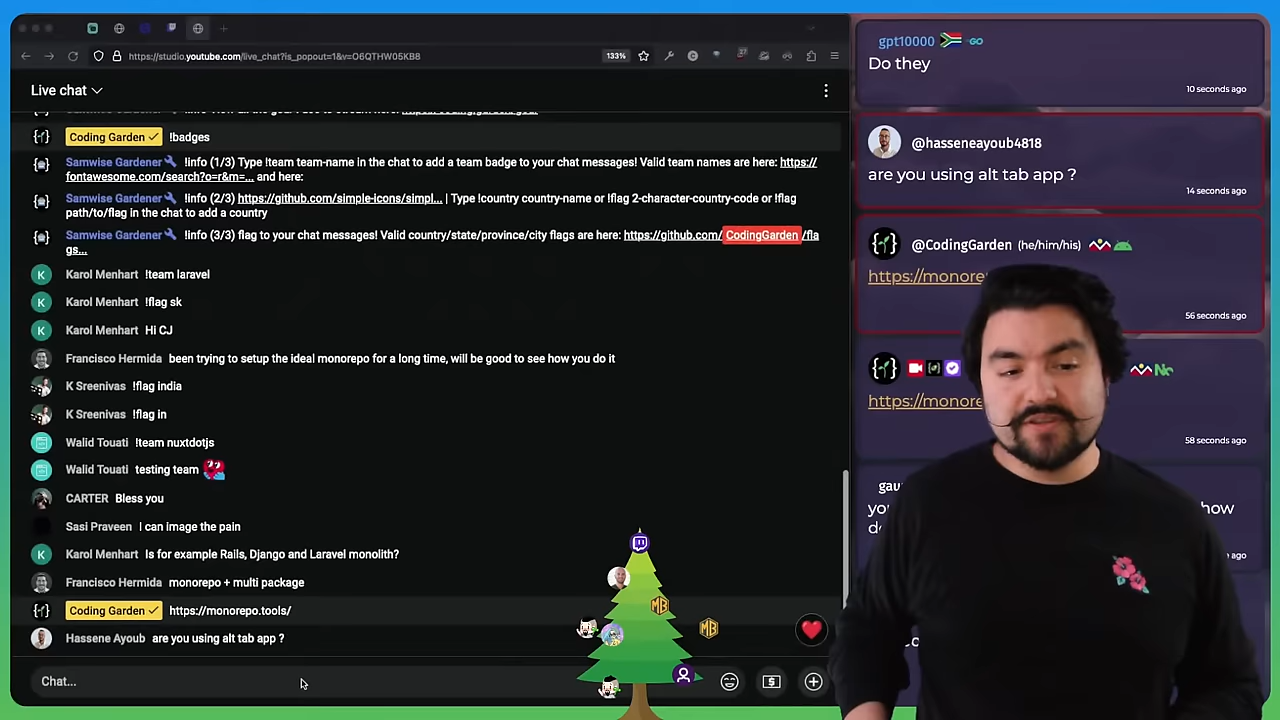 https://studio.youtube.com/live_chat?is_popout=1&v=O6QTHW05KB8
133%
Live chat
Coding Garden !badges
Samwise Gardener !info (1/3) Type !team team-name in the chat to add a team badge to your chat messages! Valid team names are here: https://
fontawesome.com/search?o=r&m=... and here:
Samwise Gardener !info (2/3) https://github.com/simple-icons/simpl... | Type !country country-name or !flag 2-character-country-code or !flag
path/to/flag in the chat to add a country
Samwise Gardener !info (3/3) flag to your chat messages! Valid country/state/province/city flags are here: https://github.com/ CodingGarden /fla
gs...
K Karol Menhart !team laravel
K Karol Menhart !flag sk
K Karol Menhart Hi CJ
Francisco Hermida been trying to setup the ideal monorepo for a long time, will be good to see how you do it
K Sreenivas !flag india
K Sreenivas !flag in
Walid Touati !team nuxtdotjs
Walid Touati testing team
CARTER Bless you
Sasi Praveen I can image the pain
K Karol Menhart Is for example Rails, Django and Laravel monolith?
Francisco Hermida monorepo + multi package
Coding Garden https://monorepo.tools/
Hassene Ayoub are you using alt tab app ?
Chat...
MB
MB
gpt10000 GO
Do they
10 seconds ago
@hasseneayoub4818
are you using alt tab app ?
14 seconds ago
@CodingGarden (he/him/his)
https://monore
56 seconds ago
https://monore
58 seconds ago
how
ago